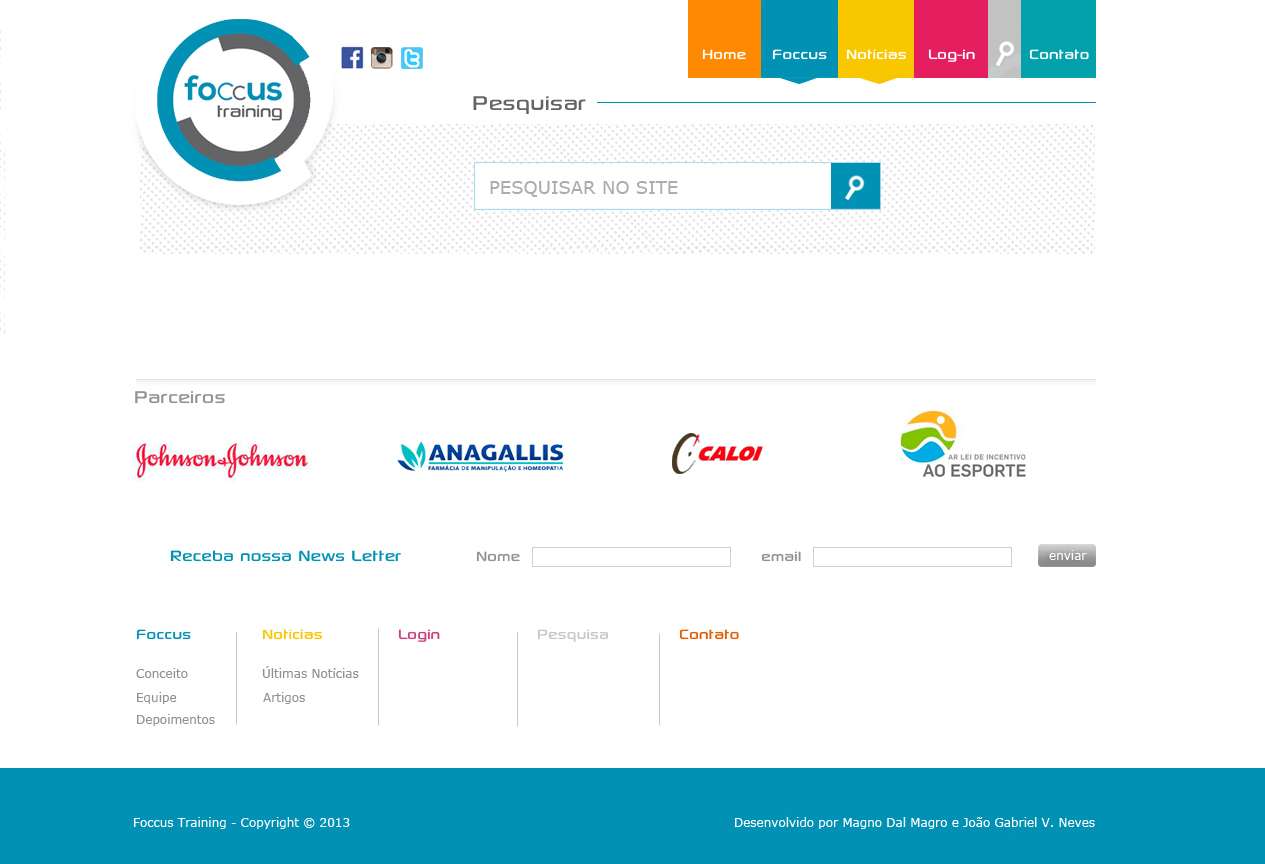 foccus
training
Home
Foccus
Notícias
Log-in
Contato
Pesquisar
PESQUISAR NO SITE
Parceiros
Johnson & Johnson
ANAGALLIS
FARMÁCIA DE MANIPULAÇÃO E HOMEOPATIA
CALOI
AR LEI DE INCENTIVO
AO ESPORTE
Receba nossa News Letter
Nome
email
enviar
Foccus
Notícias
Login
Pesquisa
Contato
Conceito
Últimas Notícias
Equipe
Artigos
Depoimentos
Foccus Training - Copyright © 2013
Desenvolvido por Magno Dal Magro e João Gabriel V. Neves